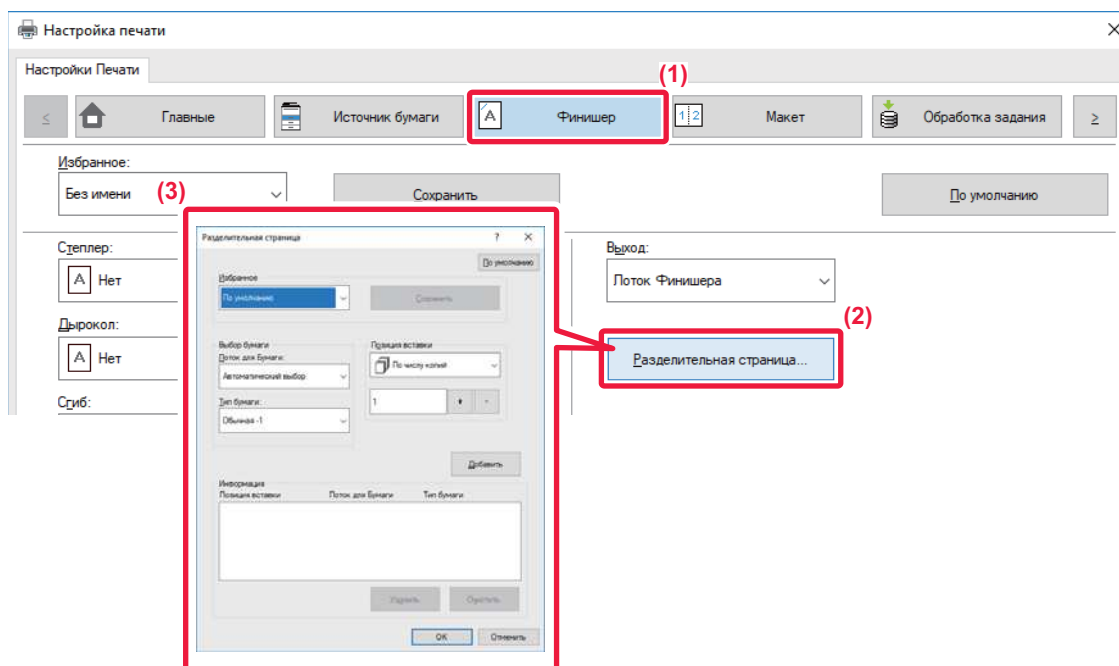 Настройка печати
Настройки Печати
(1)
≤ Главные Источник бумаги A Финишер 1 2 Макет Обработка задания ≥
Избранное:
Без имени Сохранить По умолчанию
(3)
Степлер:
A Нет
Дырокол:
A Нет
Сгиб:
Разделительная страница ? ×
По умолчанию
Избранное
По умолчанию Сохранить
Выбор бумаги
Лоток для Бумаги:
Автоматический выбор
Тип бумаги:
Обычная -1
Позиция вставки
По числу копий
1 + -
Добавить
Информация
Позиция вставки Лоток для Бумаги Тип бумаги
Удалить Очистить
OK Отменить
Выход:
Лоток Финишера
(2)
Разделительная страница...